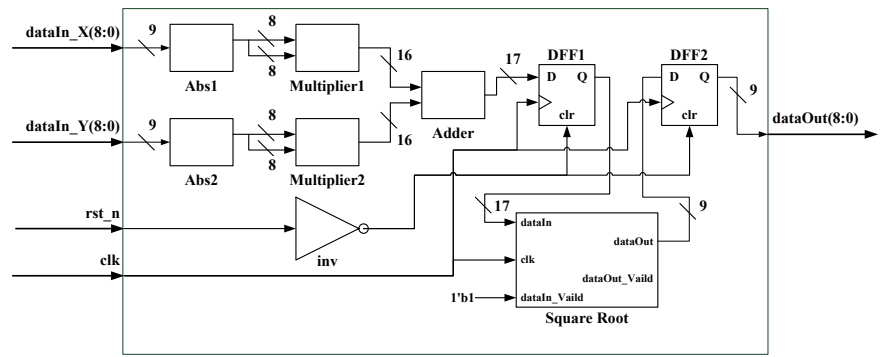 dataIn_X(8:0) 9 8 8 16 17 DFF1 DFF2
D Q D Q 9
Abs1 Multiplier1 clr clr dataOut(8:0)
Adder
dataIn_Y(8:0) 9 8 8 16
Abs2 Multiplier2
rst_n 17 9
inv dataIn dataOut
clk clk
dataOut_Vaild
1'b1 dataIn_Vaild
Square Root